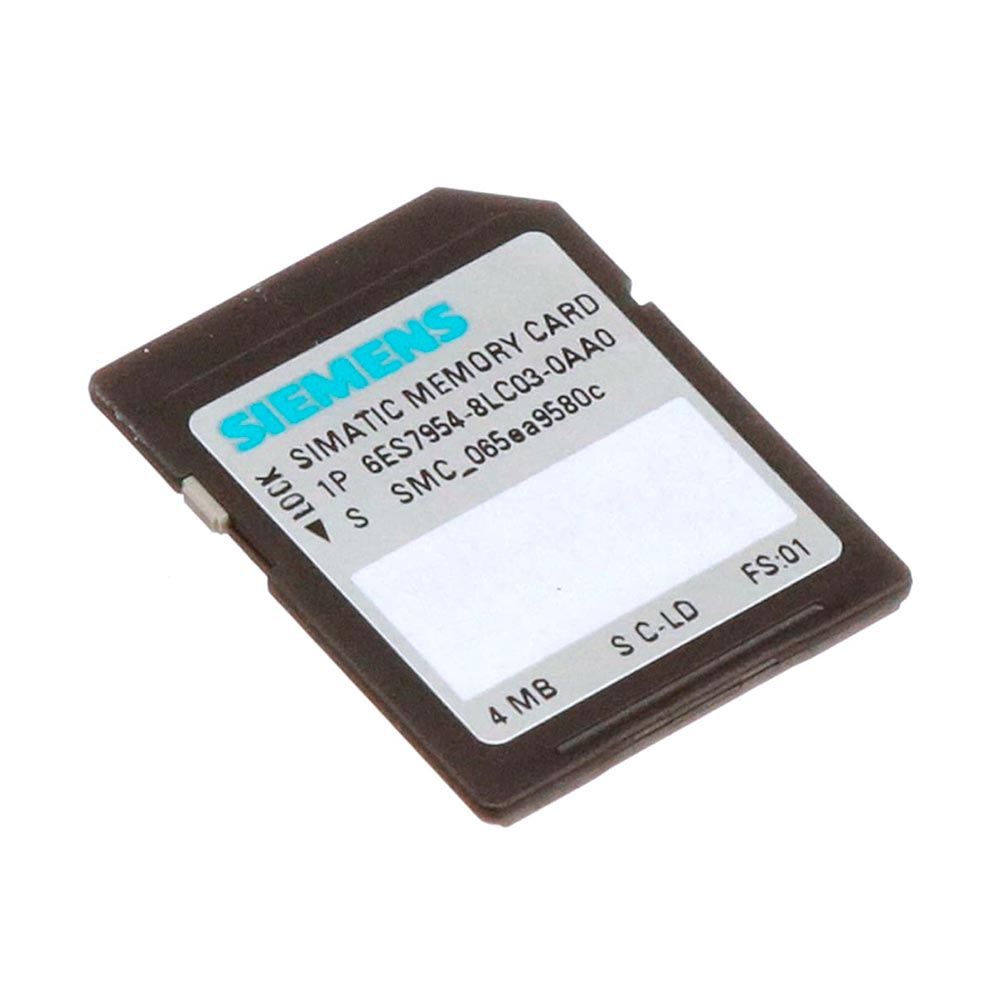 SIEMENS
SIMATIC MEMORY CARD
1P 6ES7954-8LC03-0AA0
S SMC_065ea9580c
LOCK
4 MB S C-LD FS:01